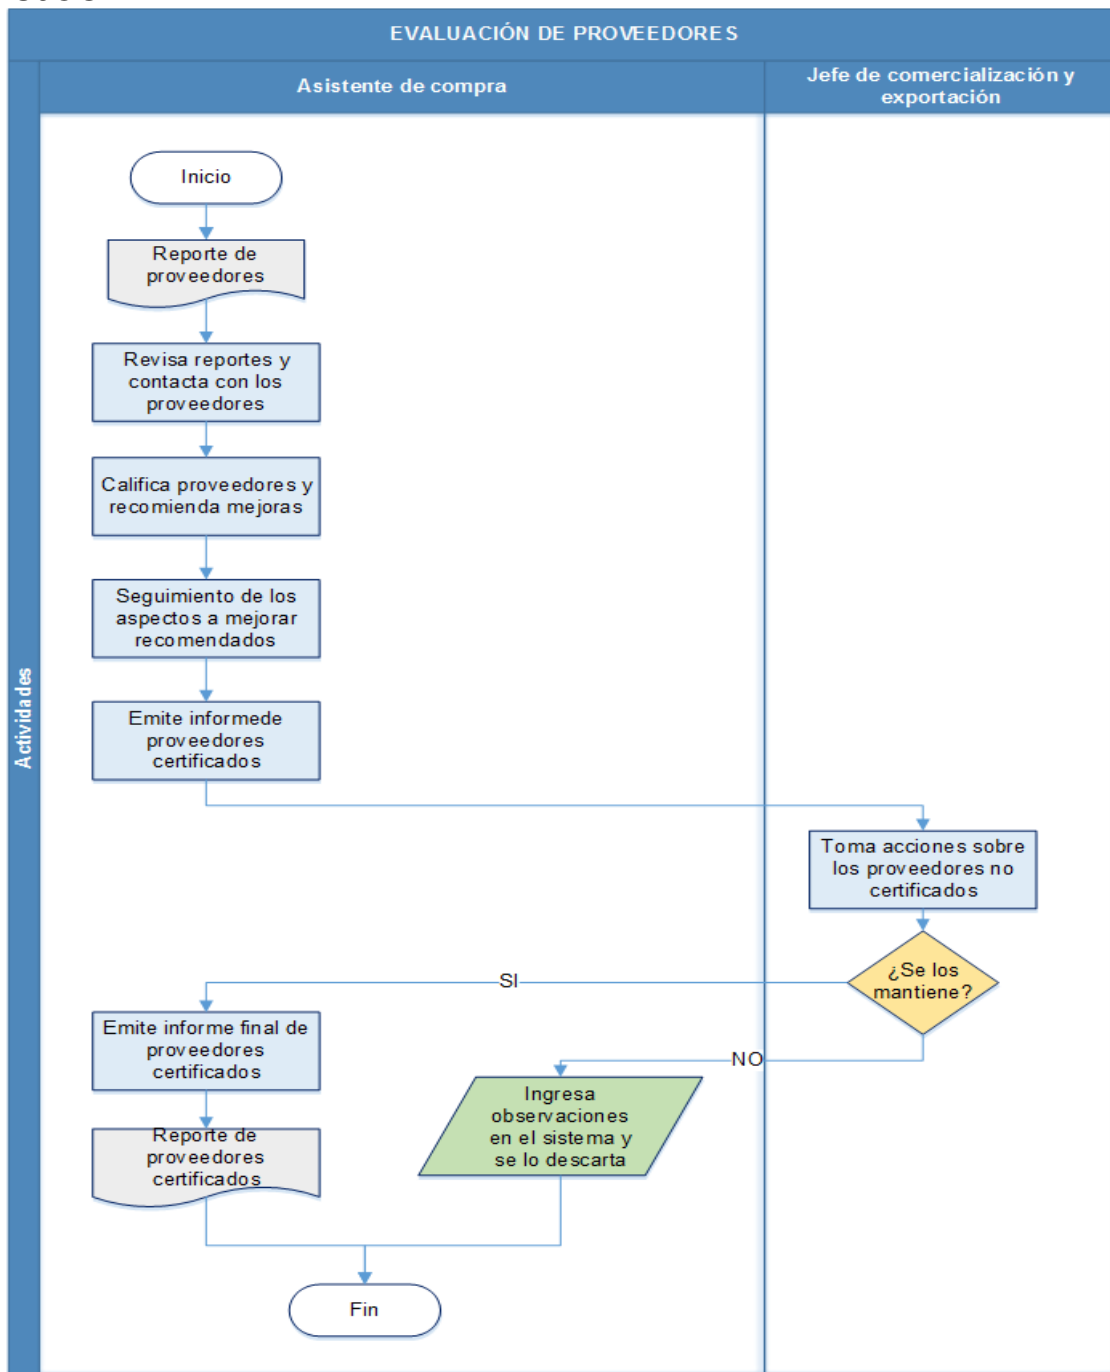 EVALUACIÓN DE PROVEEDORES
Asistente de compra
Jefe de comercialización y
exportación
Actividades
Inicio
Reporte de
proveedores
Revisa reportes y
contacta con los
proveedores
Califica proveedores y
recomienda mejoras
Seguimiento de los
aspectos a mejorar
recomendados
Emite informede
proveedores
certificados
Toma acciones sobre
los proveedores no
certificados
¿Se los
mantiene?
SI
Emite informe final de
proveedores
certificados
NO
Ingresa
observaciones
en el sistema y
se lo descarta
Reporte de
proveedores
certificados
Fin